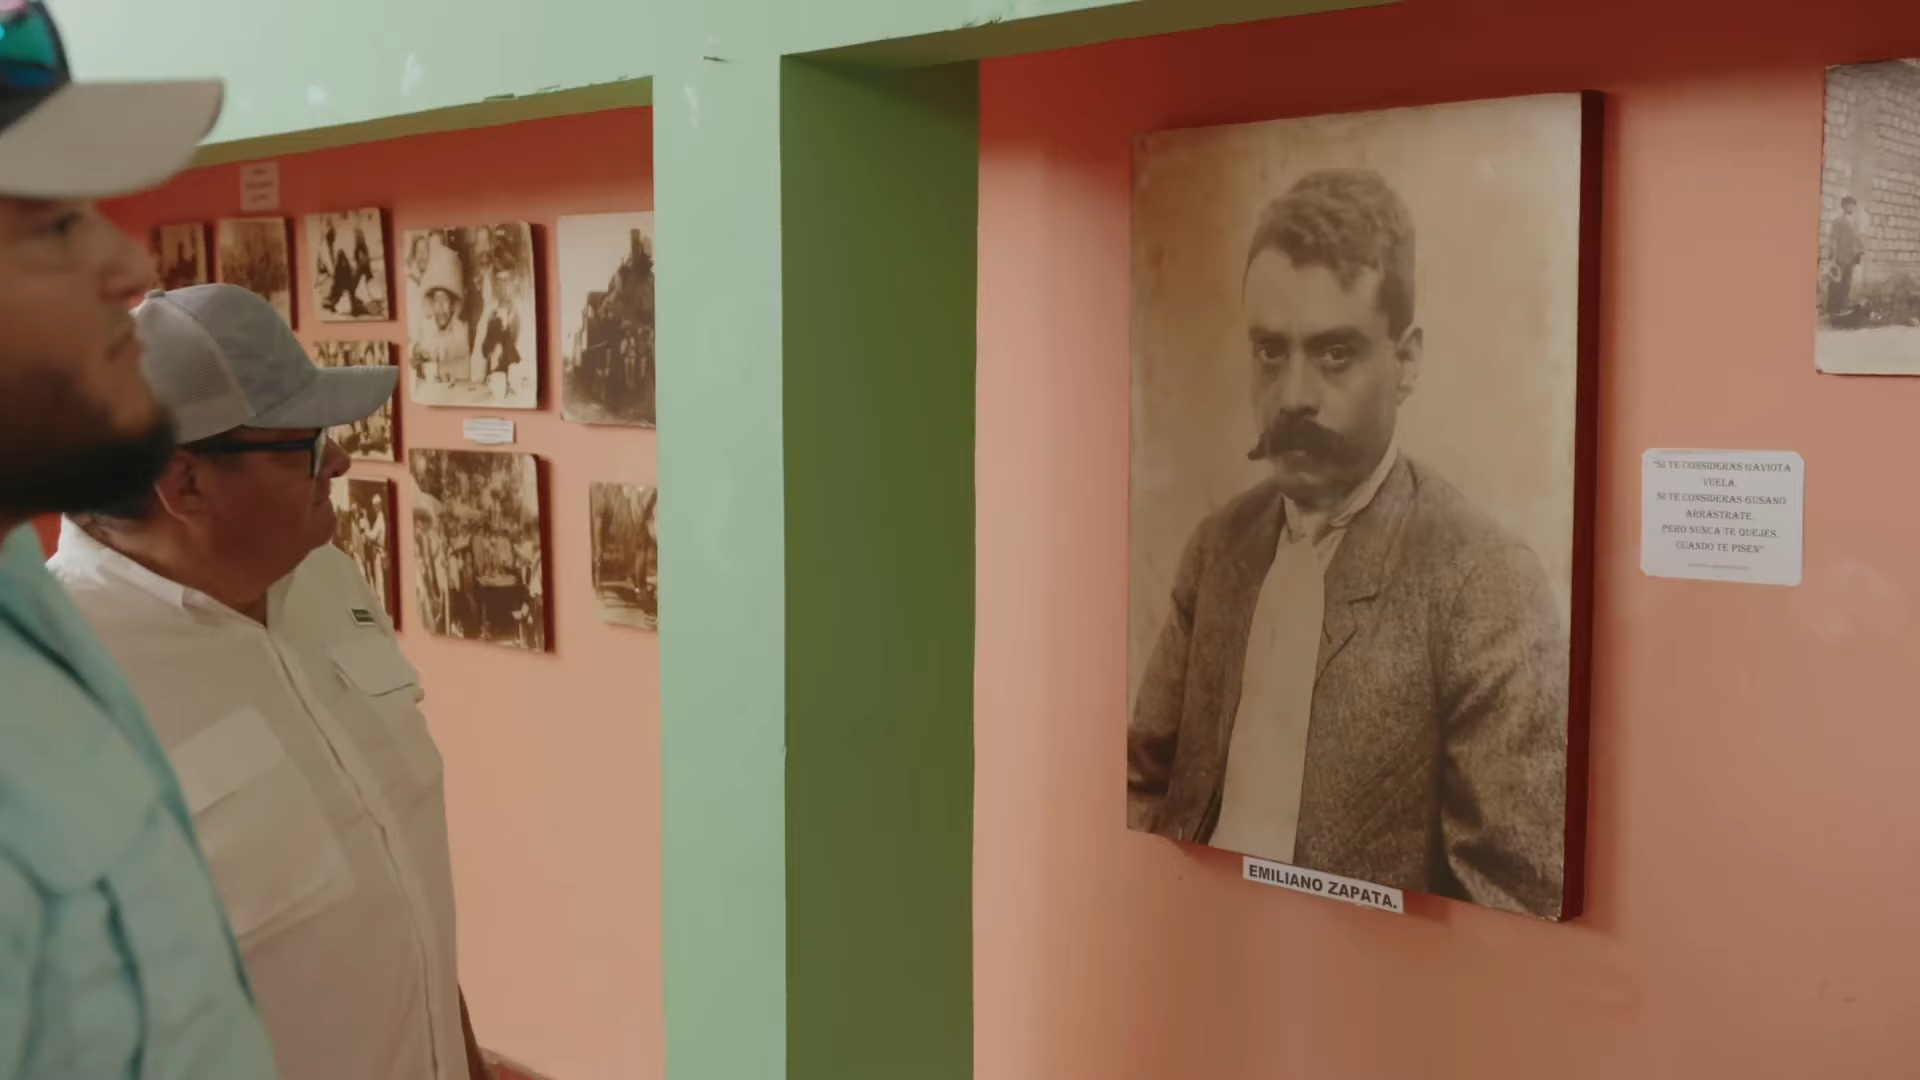 "SI TE CONSIDERAS GAVIOTA
VUELA,
SI TE CONSIDERAS GUSANO
ARRASTRATE.
PERO NUNCA TE QUEJES,
CUANDO TE PISEN"
EMILIANO ZAPATA.